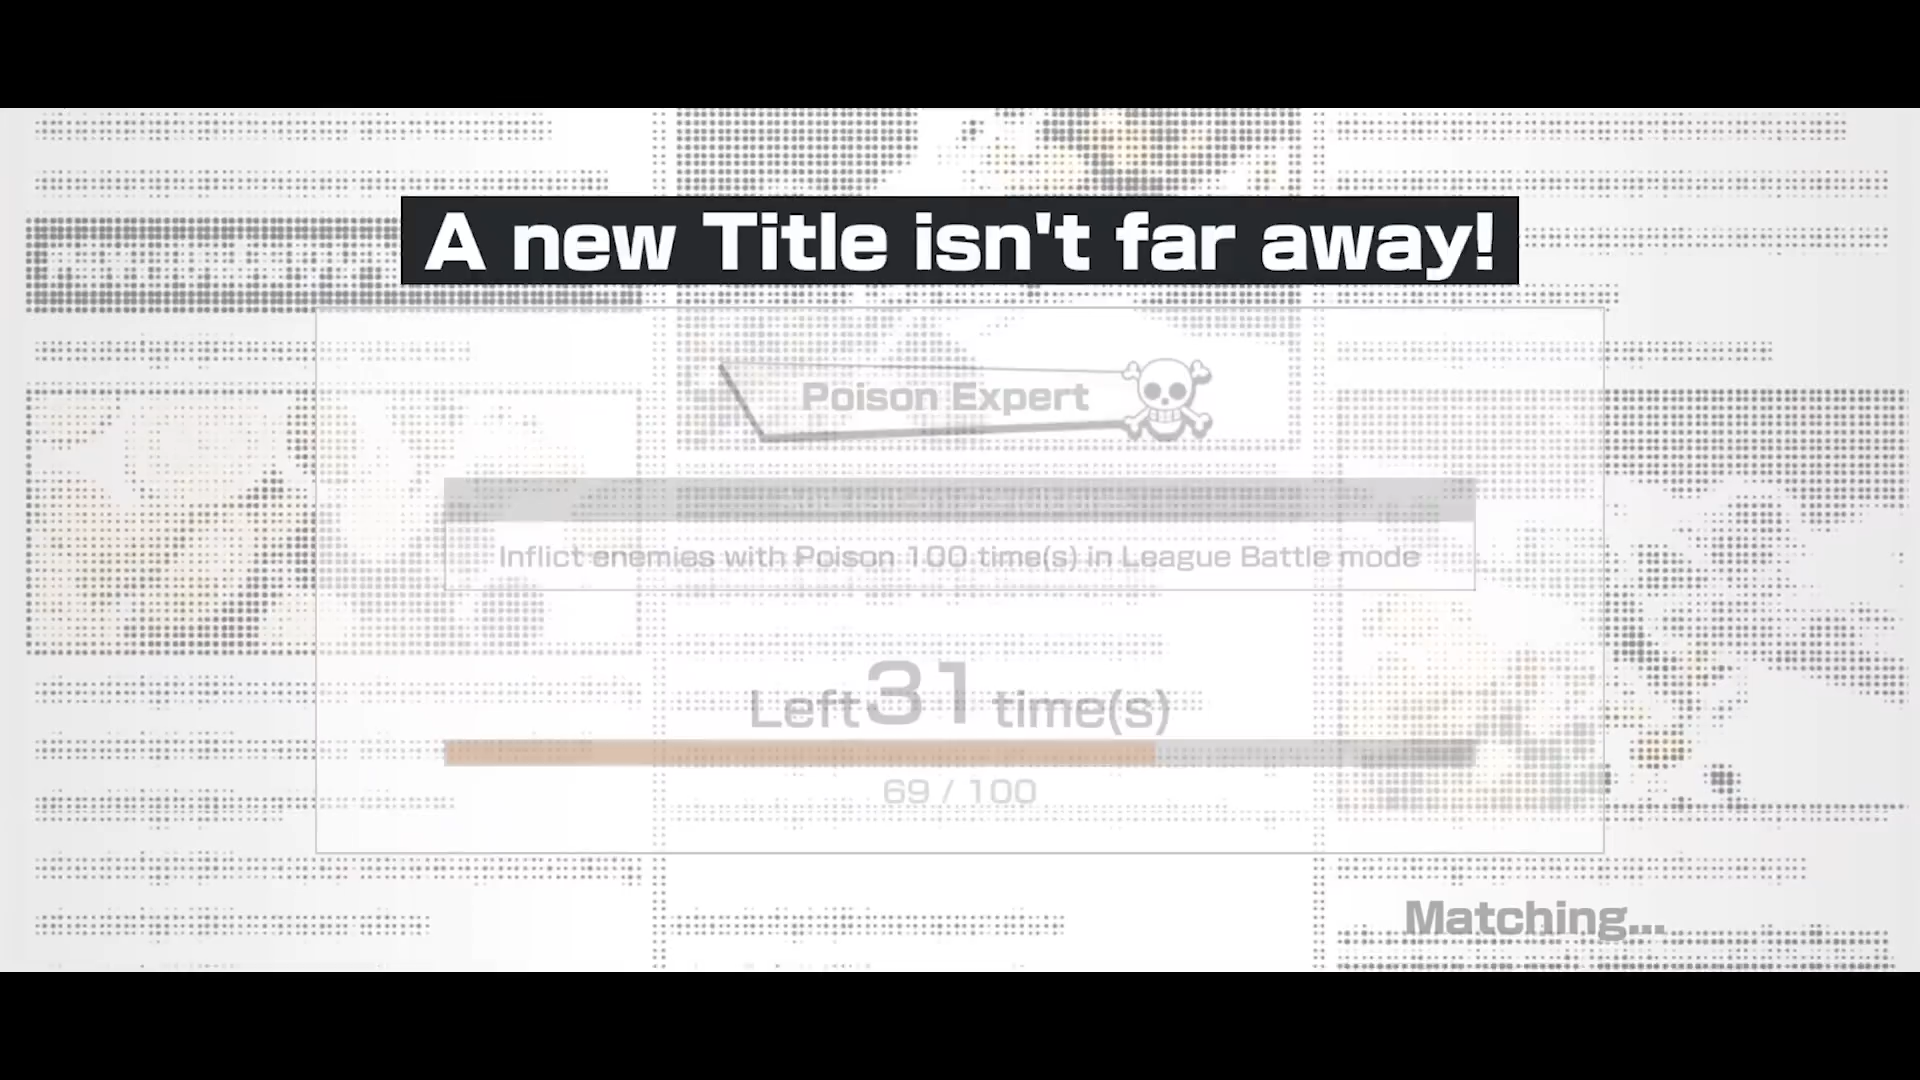 A new Title isn't far away!
Poison Expert
Inflict enemies with Poison 100 time(s) in League Battle mode
Left 31 time(s)
69 / 100
Matching...